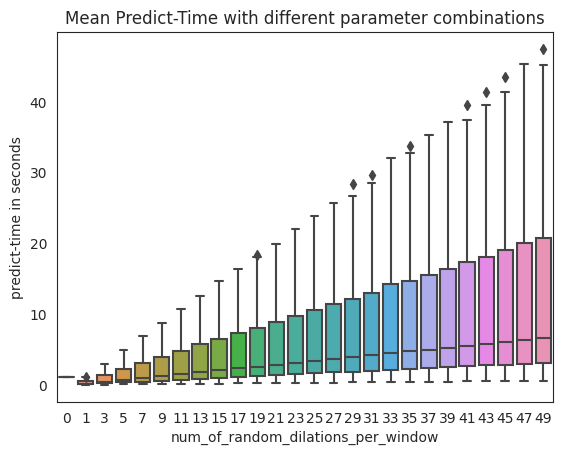 Mean Predict-Time with different parameter combinations
predict-time in seconds
40
30
20
10
0
0 1 3 5 7 9 11 13 15 17 19 21 23 25 27 29 31 33 35 37 39 41 43 45 47 49
num_of_random_dilations_per_window